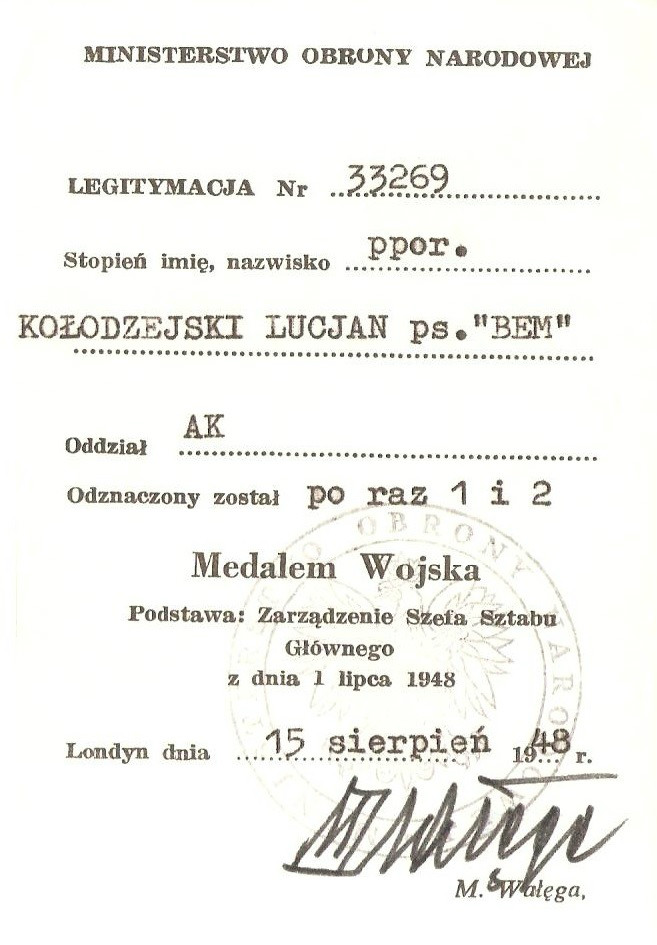 MINISTERSTWO OBRONY NARODOWEJ
LEGITYMACJA Nr 33269
Stopień imię, nazwisko ppor.
KOŁODZEJSKI LUCJAN ps."BEM"
Oddział AK
Odznaczony został po raz 1 i 2
OBRONY NARODOW
Medalem Wojska
Podstawa: Zarządzenie Szefa Sztabu
Głównego
z dnia 1 lipca 1948
Londyn dnia 15 sierpień 1948 r.
M. Wałęga,